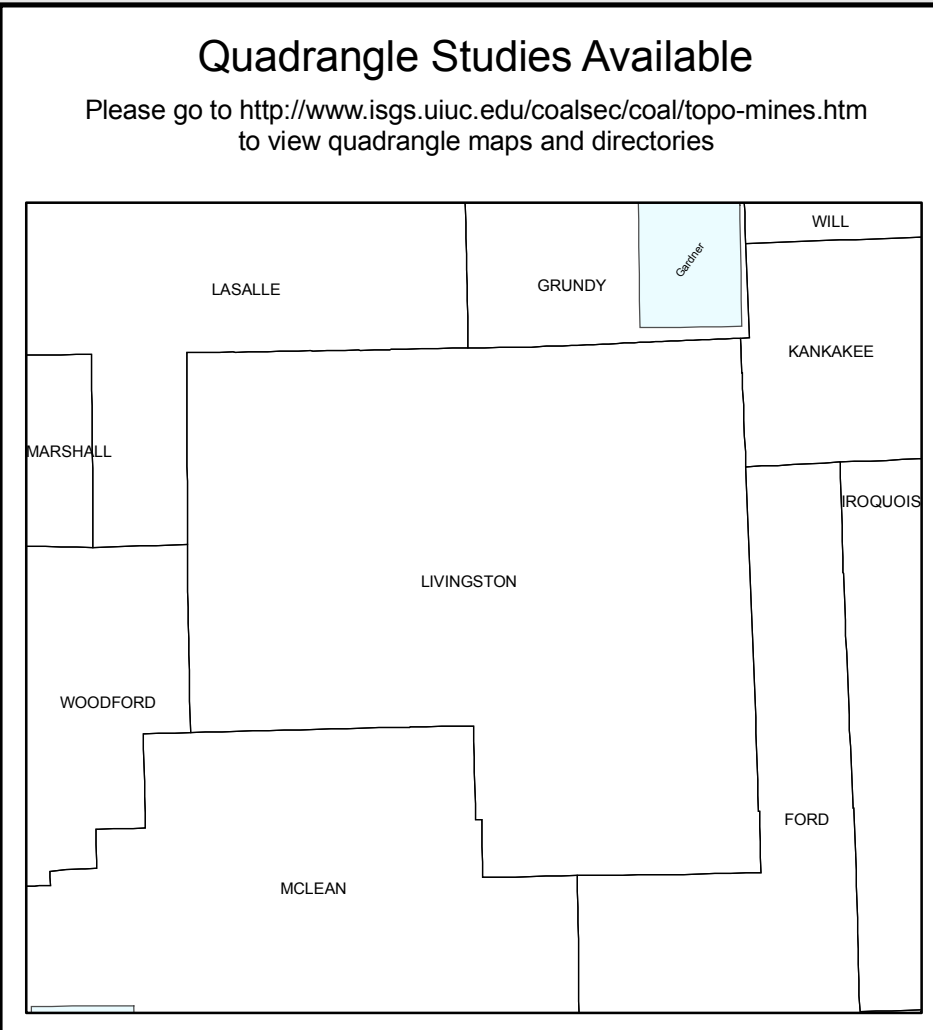 Quadrangle Studies Available
Please go to http://www.isgs.uiuc.edu/coalsec/coal/topo-mines.htm
to view quadrangle maps and directories
WILL
Gardner
GRUNDY
LASALLE
KANKAKEE
MARSHALL
IROQUOIS
LIVINGSTON
WOODFORD
FORD
MCLEAN